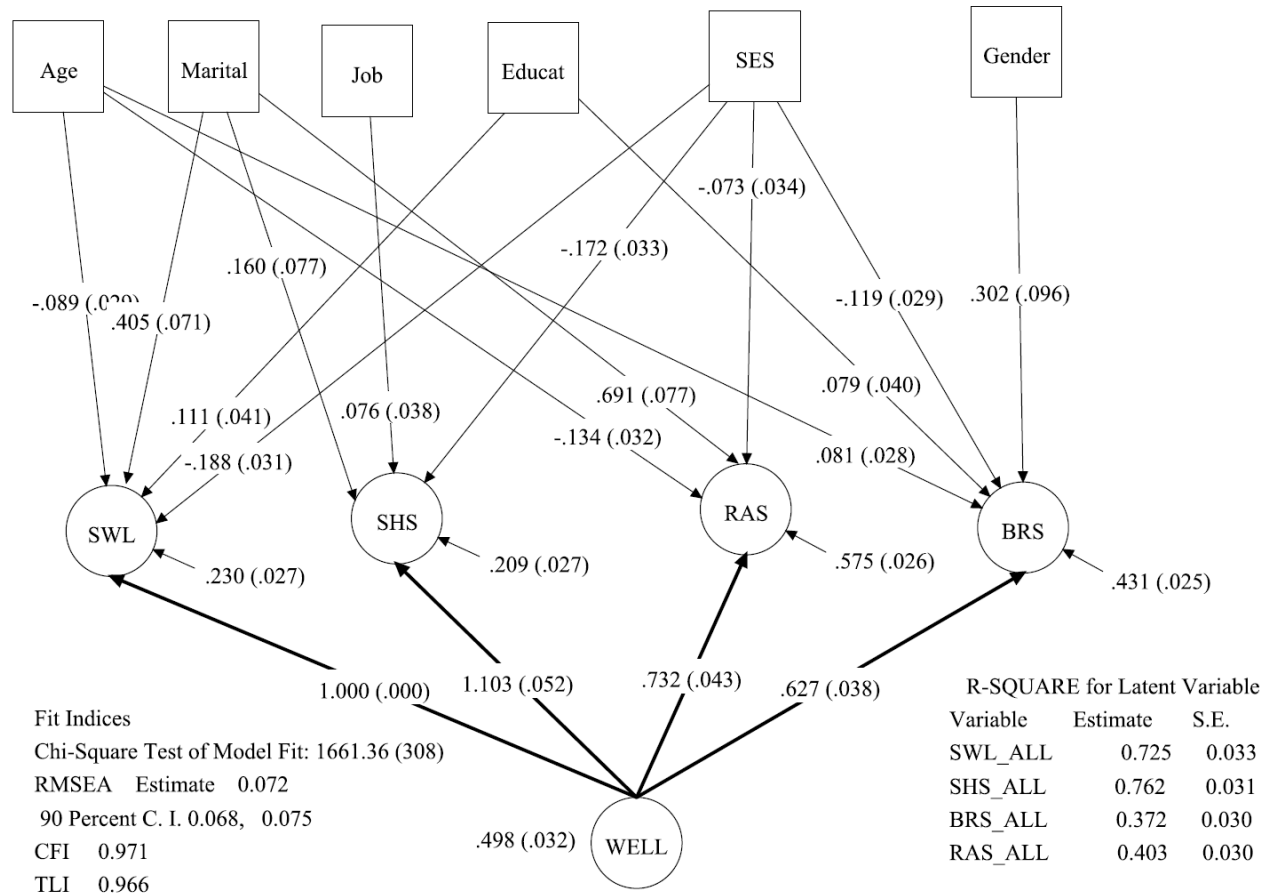 Age
Marital
Job
Educat
SES
Gender
-.073 (.034)
-.172 (.033)
.160 (.077)
-.119 (.029)
.302 (.096)
-.089
.405 (.071)
.079 (.040)
.691 (.077)
.076 (.038)
.111 (.041)
-.134 (.032)
.081 (.028)
-.188 (.031)
SWL
SHS
RAS
BRS
.230 (.027)
.209 (.027)
.575 (.026)
.431 (.025)
1.000 (.000)
1.103 (.052)
.732 (.043)
.627 (.038)
WELL
.498 (.032)
Fit Indices
Chi-Square Test of Model Fit: 1661.36 (308)
RMSEA Estimate 0.072
90 Percent C. I. 0.068, 0.075
CFI 0.971
TLI 0.966
R-SQUARE for Latent Variable
Variable Estimate S.E.
SWL_ALL 0.725 0.033
SHS_ALL 0.762 0.031
BRS_ALL 0.372 0.030
RAS_ALL 0.403 0.030